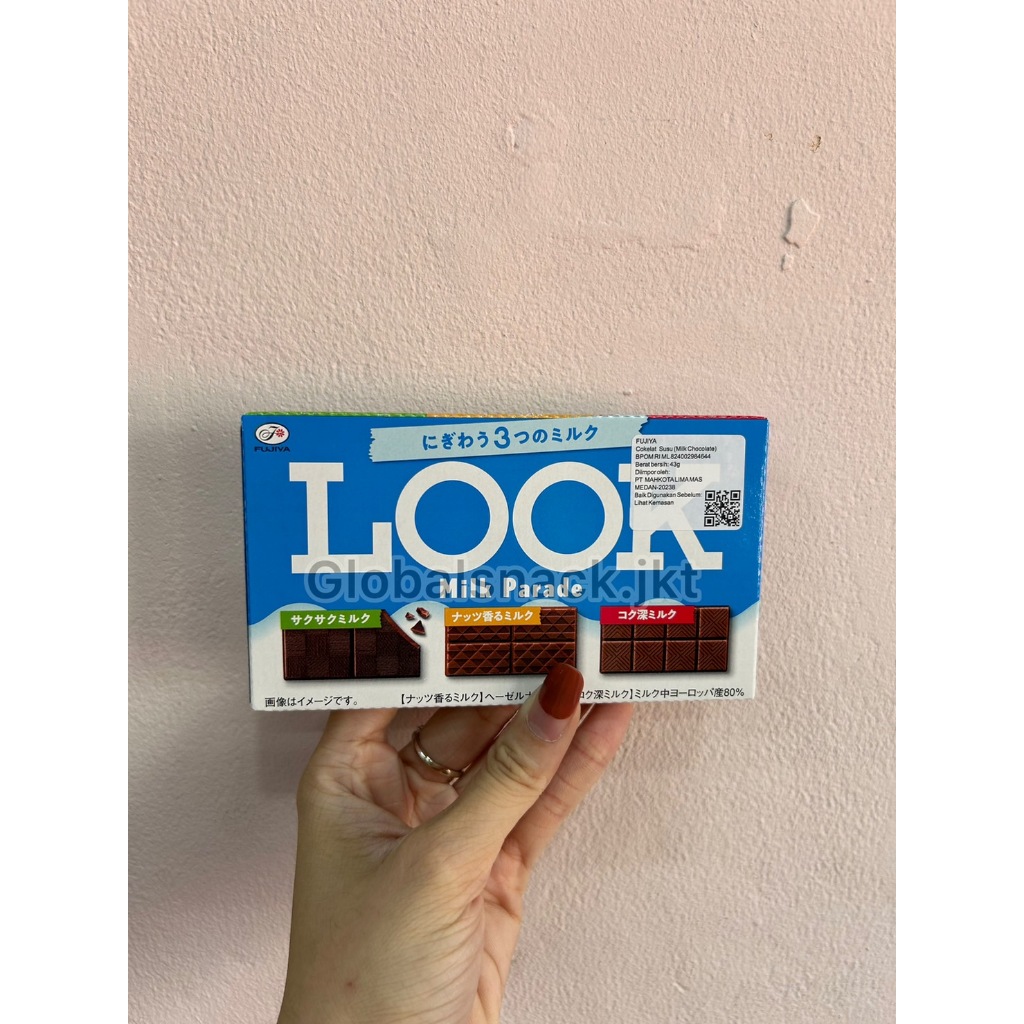 FUJIYA
にぎわう3つのミルク
LOOK
FUJIYA
Cokelat Susu (Milk Chocolate)
BPOM RI ML 824002984644
Berat bersih: 43g
Diimpor oleh:
PT MAHKOTALIMAMAS
MEDAN-20238
Baik Digunakan Sebelum:
Lihat Kemasan
Globalsnack.jkt
Milk Parade
サクサクミルク
ナッツ香るミルク
コク深ミルク
画像はイメージです。
【ナッツ香るミルク】ヘーゼルナ
コク深ミルク】ミルク中ヨーロッパ産80%